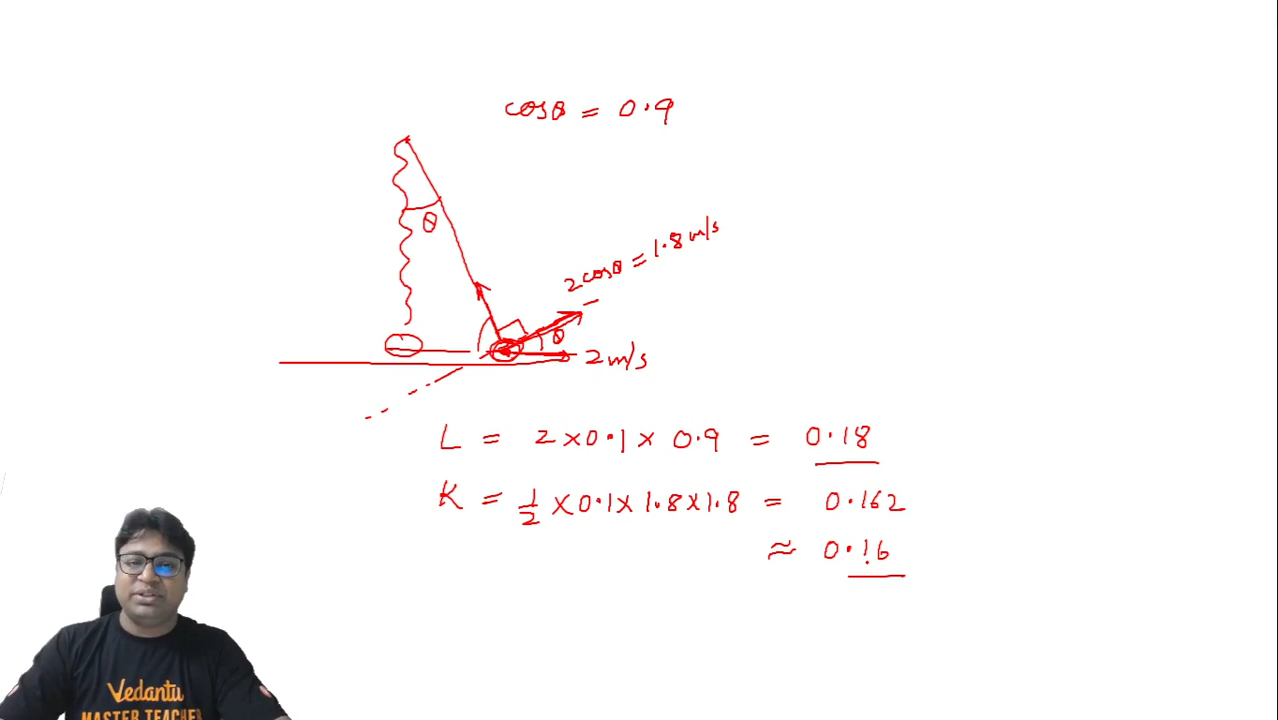 cosθ = 0.9
θ
2cosθ = 1.8 m/s
θ
2 m/s
L = 2 × 0.1 × 0.9 = 0.18
K = 1/2 × 0.1 × 1.8 × 1.8 = 0.162
≈ 0.16
Vedantu
MASTER TEACHER